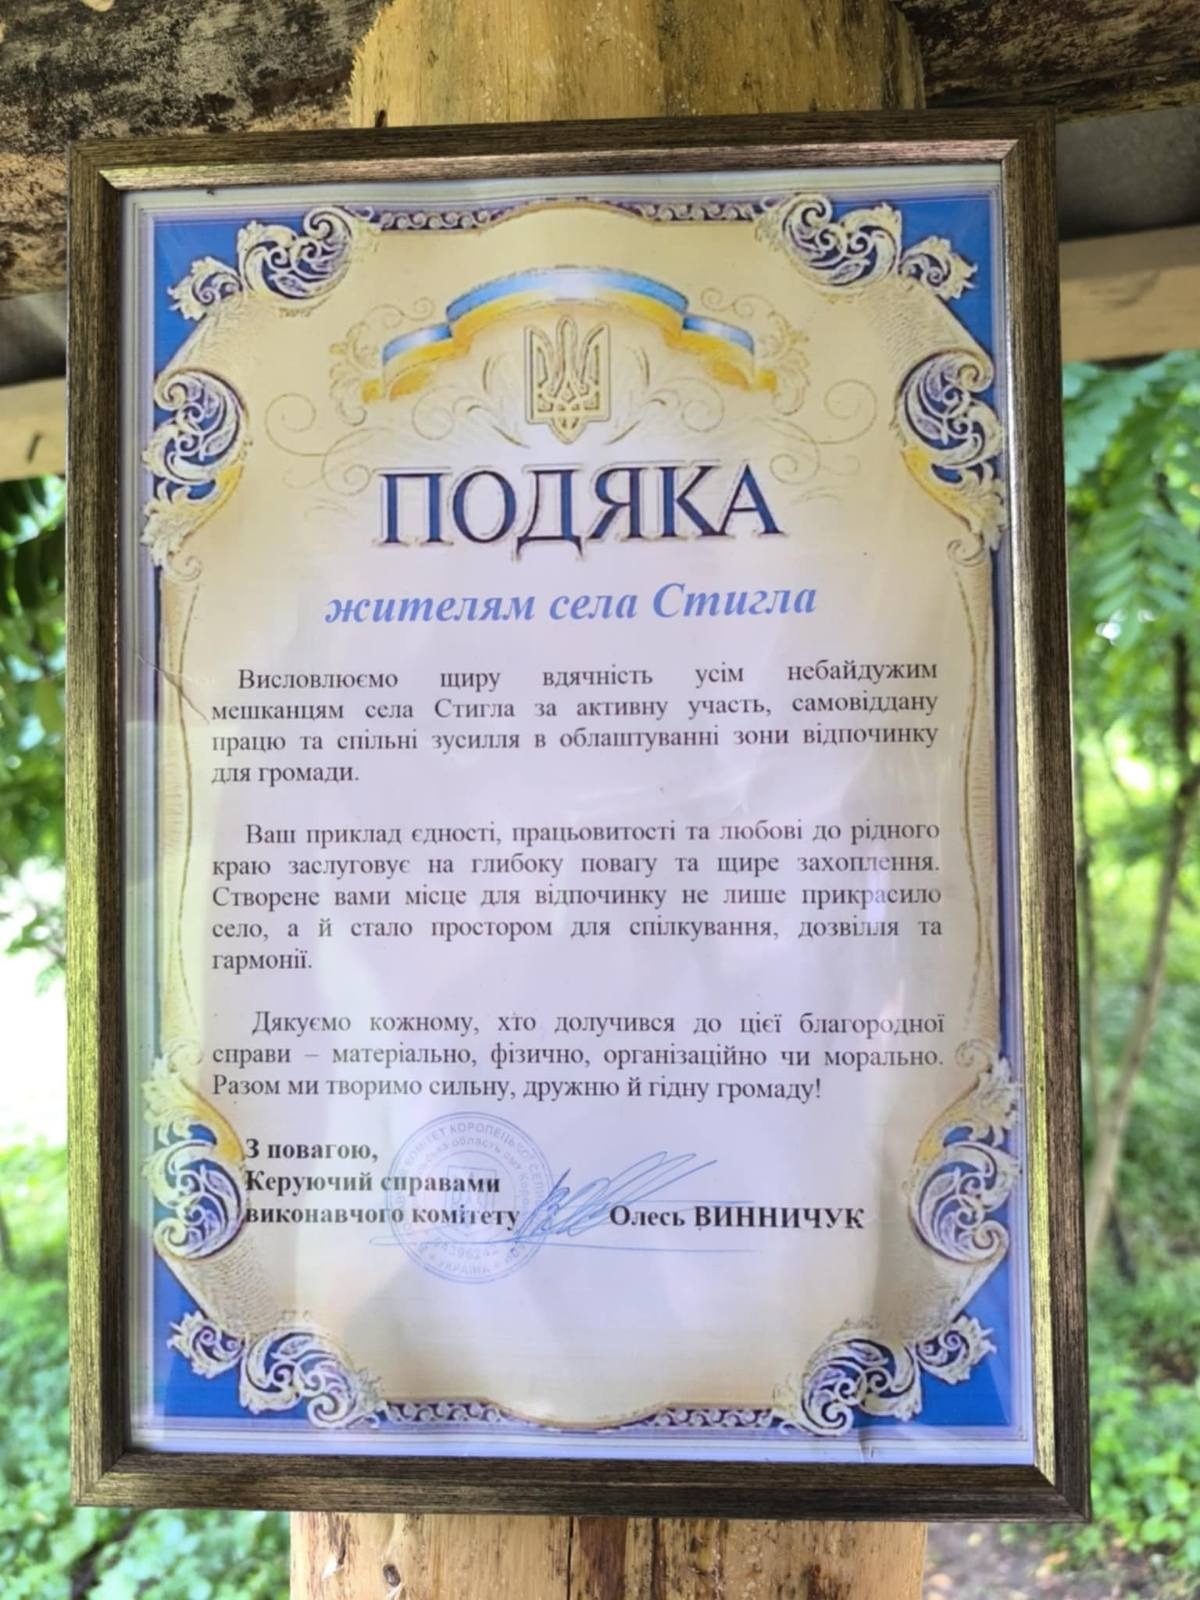 ПОДЯКА
жителям села Стигла
Висловлюємо щиру вдячність усім небайдужим
мешканцям села Стигла за активну участь, самовіддану
працю та спільні зусилля в облаштуванні зони відпочинку
для громади.
Ваш приклад єдності, працьовитості та любові до рідного
краю заслуговує на глибоку повагу та щире захоплення.
Створене вами місце для відпочинку не лише прикрасило
село, а й стало простором для спілкування, дозвілля та
гармонії.
Дякуємо кожному, хто долучився до цієї благородної
справи – матеріально, фізично, організаційно чи морально.
Разом ми творимо сильну, дружню й гідну громаду!
З повагою,
Керуючий справами
виконавчого комітету Олесь ВИННИЧУК
КОМІТЕТ КОРОПЕЦЬКОЇ
область
УКРАЇНА